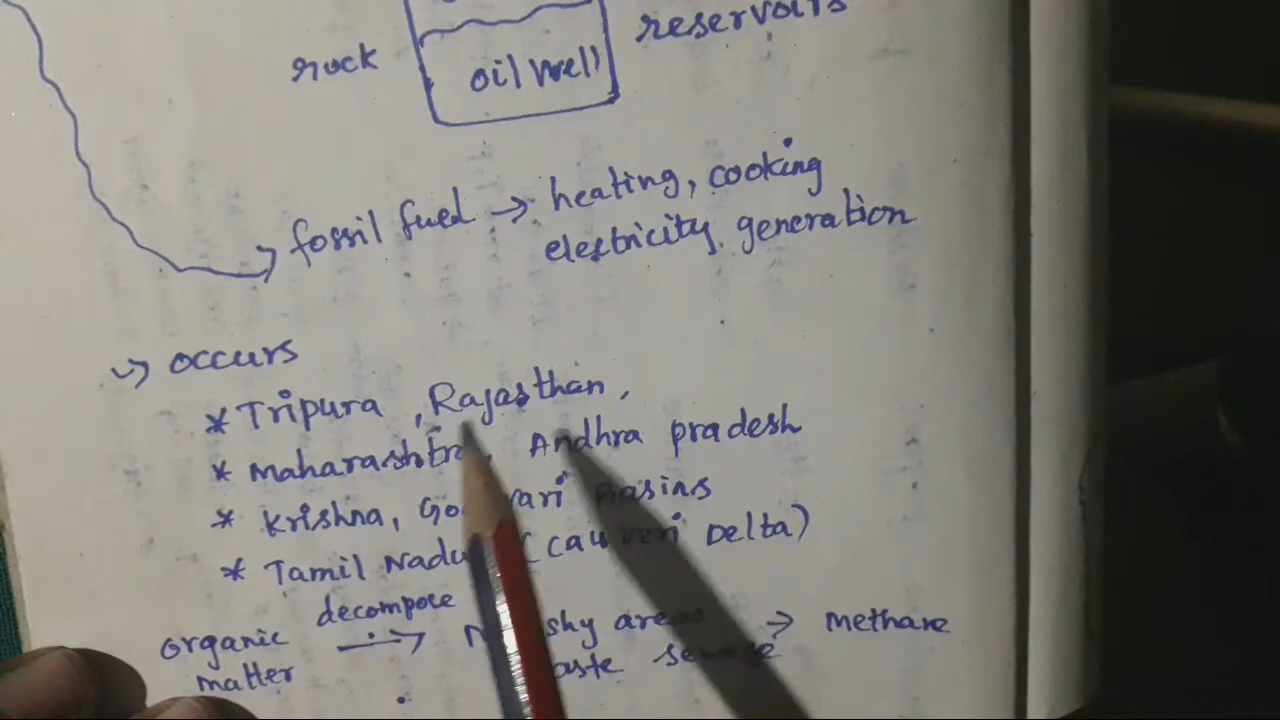 rock
oil well
reservoirs
fossil fuel → heating, cooking
electricity generation
↳ occurs
* Tripura , Rajasthan,
* Maharashtra, Andhra pradesh
* Krishna, Basins
* Tamil Nadu (Cauveri Delta)
organic decompose → areas → Methane
matter